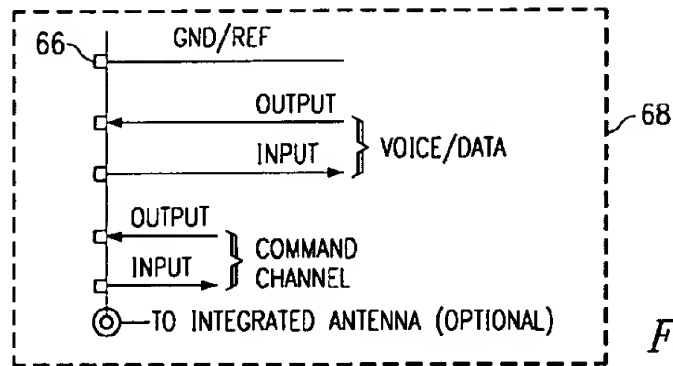 66
GND/REF
OUTPUT
68
VOICE/DATA
INPUT
OUTPUT
COMMAND
CHANNEL
INPUT
TO INTEGRATED ANTENNA (OPTIONAL)
F